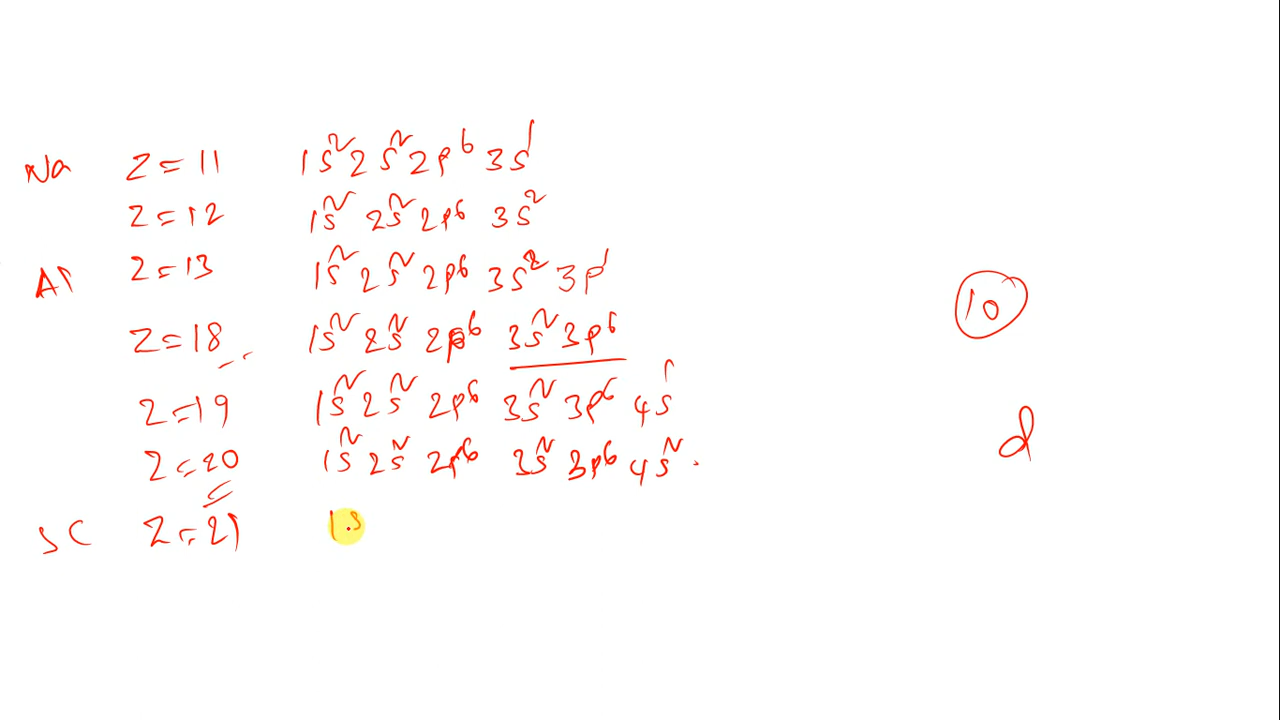 Na Z = 11 1s² 2s² 2p⁶ 3s¹
Z = 12 1s² 2s² 2p⁶ 3s²
Al Z = 13 1s² 2s² 2p⁶ 3s² 3p¹
Z = 18 1s² 2s² 2p⁶ 3s² 3p⁶
10
Z = 19 1s² 2s² 2p⁶ 3s² 3p⁶ 4s¹
d
Z = 20 1s² 2s² 2p⁶ 3s² 3p⁶ 4s²
Sc Z = 21 1s